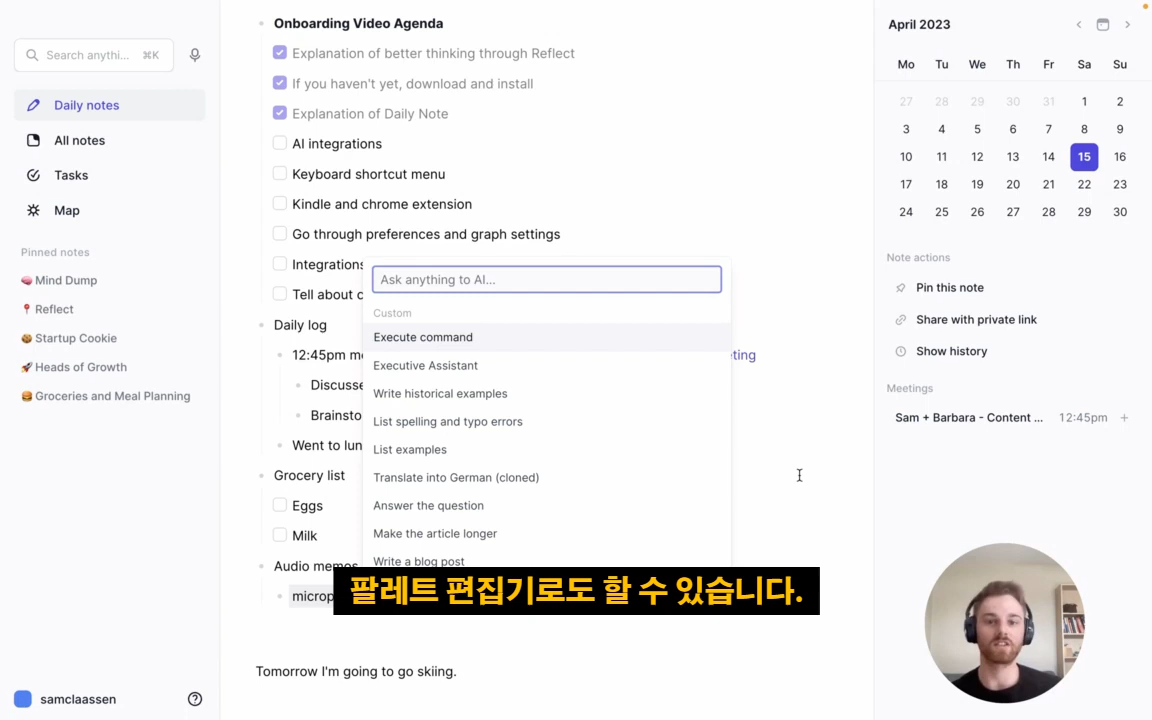 Search anythi... ⌘K
Daily notes
All notes
Tasks
Map
Pinned notes
🧠 Mind Dump
📍 Reflect
🍪 Startup Cookie
🚀 Heads of Growth
🍔 Groceries and Meal Planning
samclaassen
Onboarding Video Agenda
Explanation of better thinking through Reflect
If you haven't yet, download and install
Explanation of Daily Note
AI integrations
Keyboard shortcut menu
Kindle and chrome extension
Go through preferences and graph settings
Integrations
Tell about
Daily log
12:45pm
Grocery list
Eggs
Milk
Audio memos
Went to
Tomorrow I'm going to go skiing.
Ask anything to AI...
Custom
Execute command
Executive Assistant
Write historical examples
List spelling and typo errors
List examples
Translate into German (cloned)
Answer the question
Make the article longer
Write a blog post
팔레트 편집기로도 할 수 있습니다.
April 2023
Mo Tu We Th Fr Sa Su
27 28 29 30 31 1 2
3 4 5 6 7 8 9
10 11 12 13 14 15 16
17 18 19 20 21 22 23
24 25 26 27 28 29 30
Note actions
Pin this note
Share with private link
Show history
Meetings
Sam + Barbara - Content ... 12:45pm +